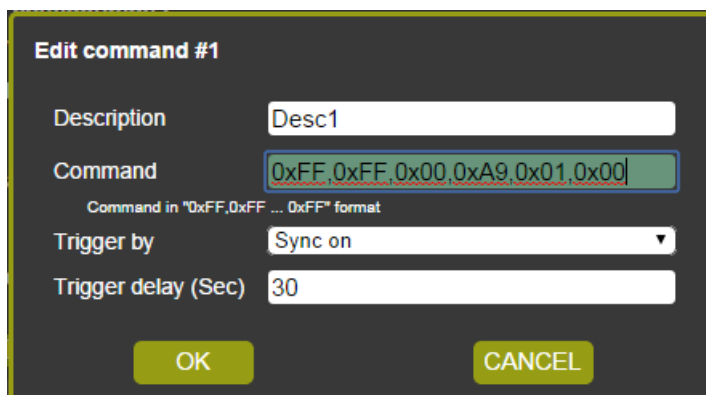 Edit command #1
Description Desc1
Command 0xFF,0xFF,0x00,0xA9,0x01,0x00
Command in "0xFF,0xFF ... 0xFF" format
Trigger by Sync on
Trigger delay (Sec) 30
OK CANCEL